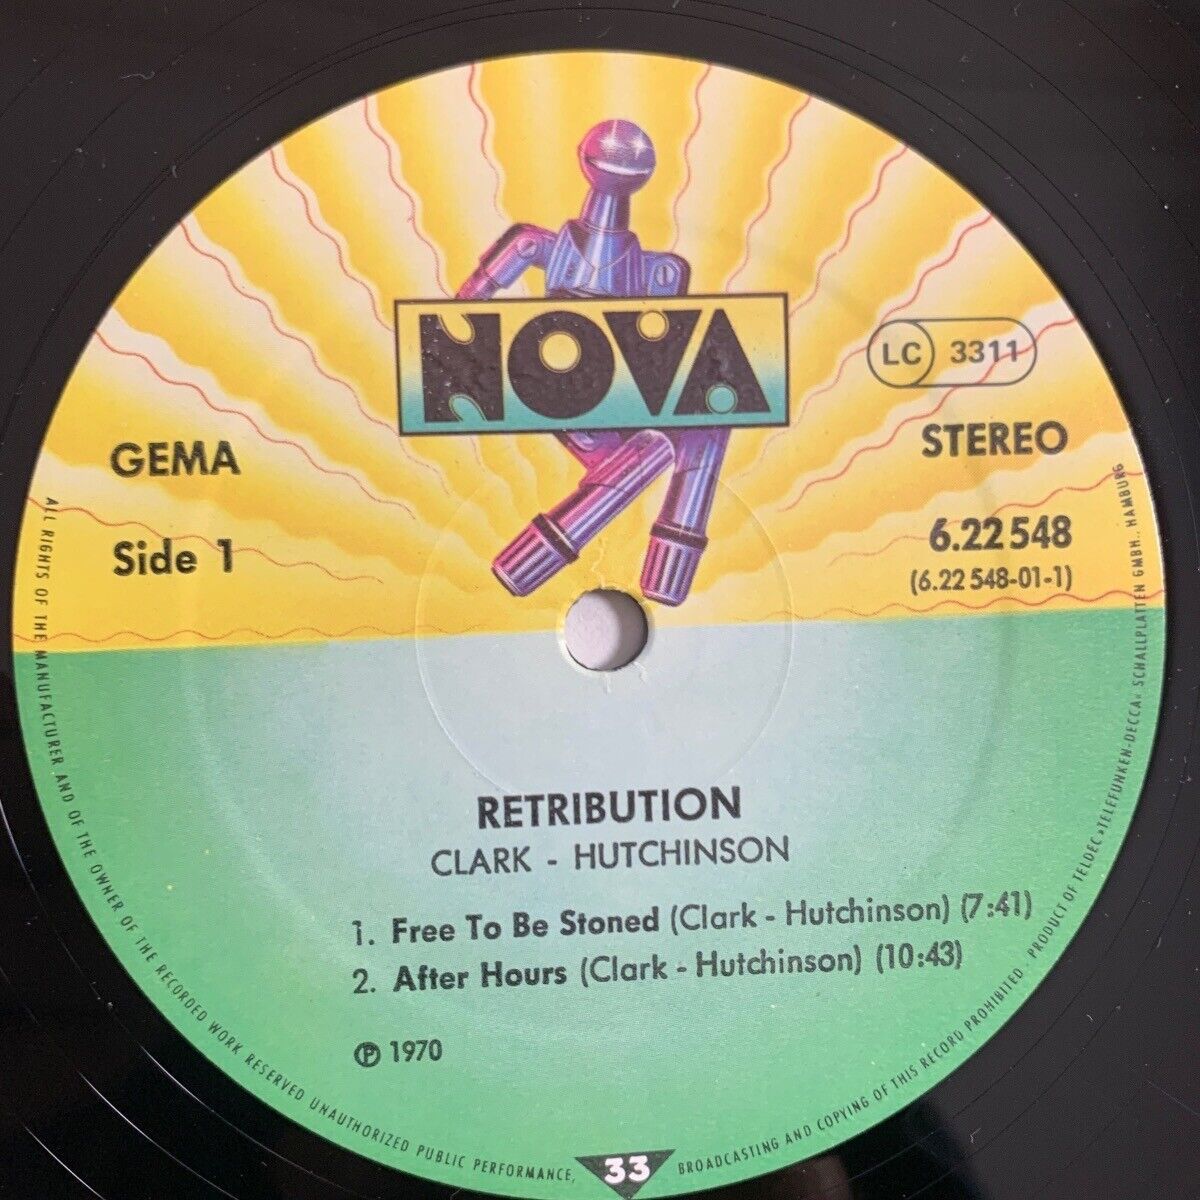 NOVA
LC 3311
GEMA
STEREO
Side 1
6.22 548
(6.22 548-01-1)
RETRIBUTION
CLARK - HUTCHINSON
1. Free To Be Stoned (Clark - Hutchinson) (7:41)
2. After Hours (Clark - Hutchinson) (10:43)
℗ 1970
ALL RIGHTS OF THE MANUFACTURER AND OF THE OWNER OF THE RECORDED WORK RESERVED UNAUTHORIZED PUBLIC PERFORMANCE, BROADCASTING AND COPYING OF THIS RECORD PROHIBITED · PRODUCT OF TELDEC »TELEFUNKEN-DECCA« SCHALLPLATTEN GMBH., HAMBURG
33